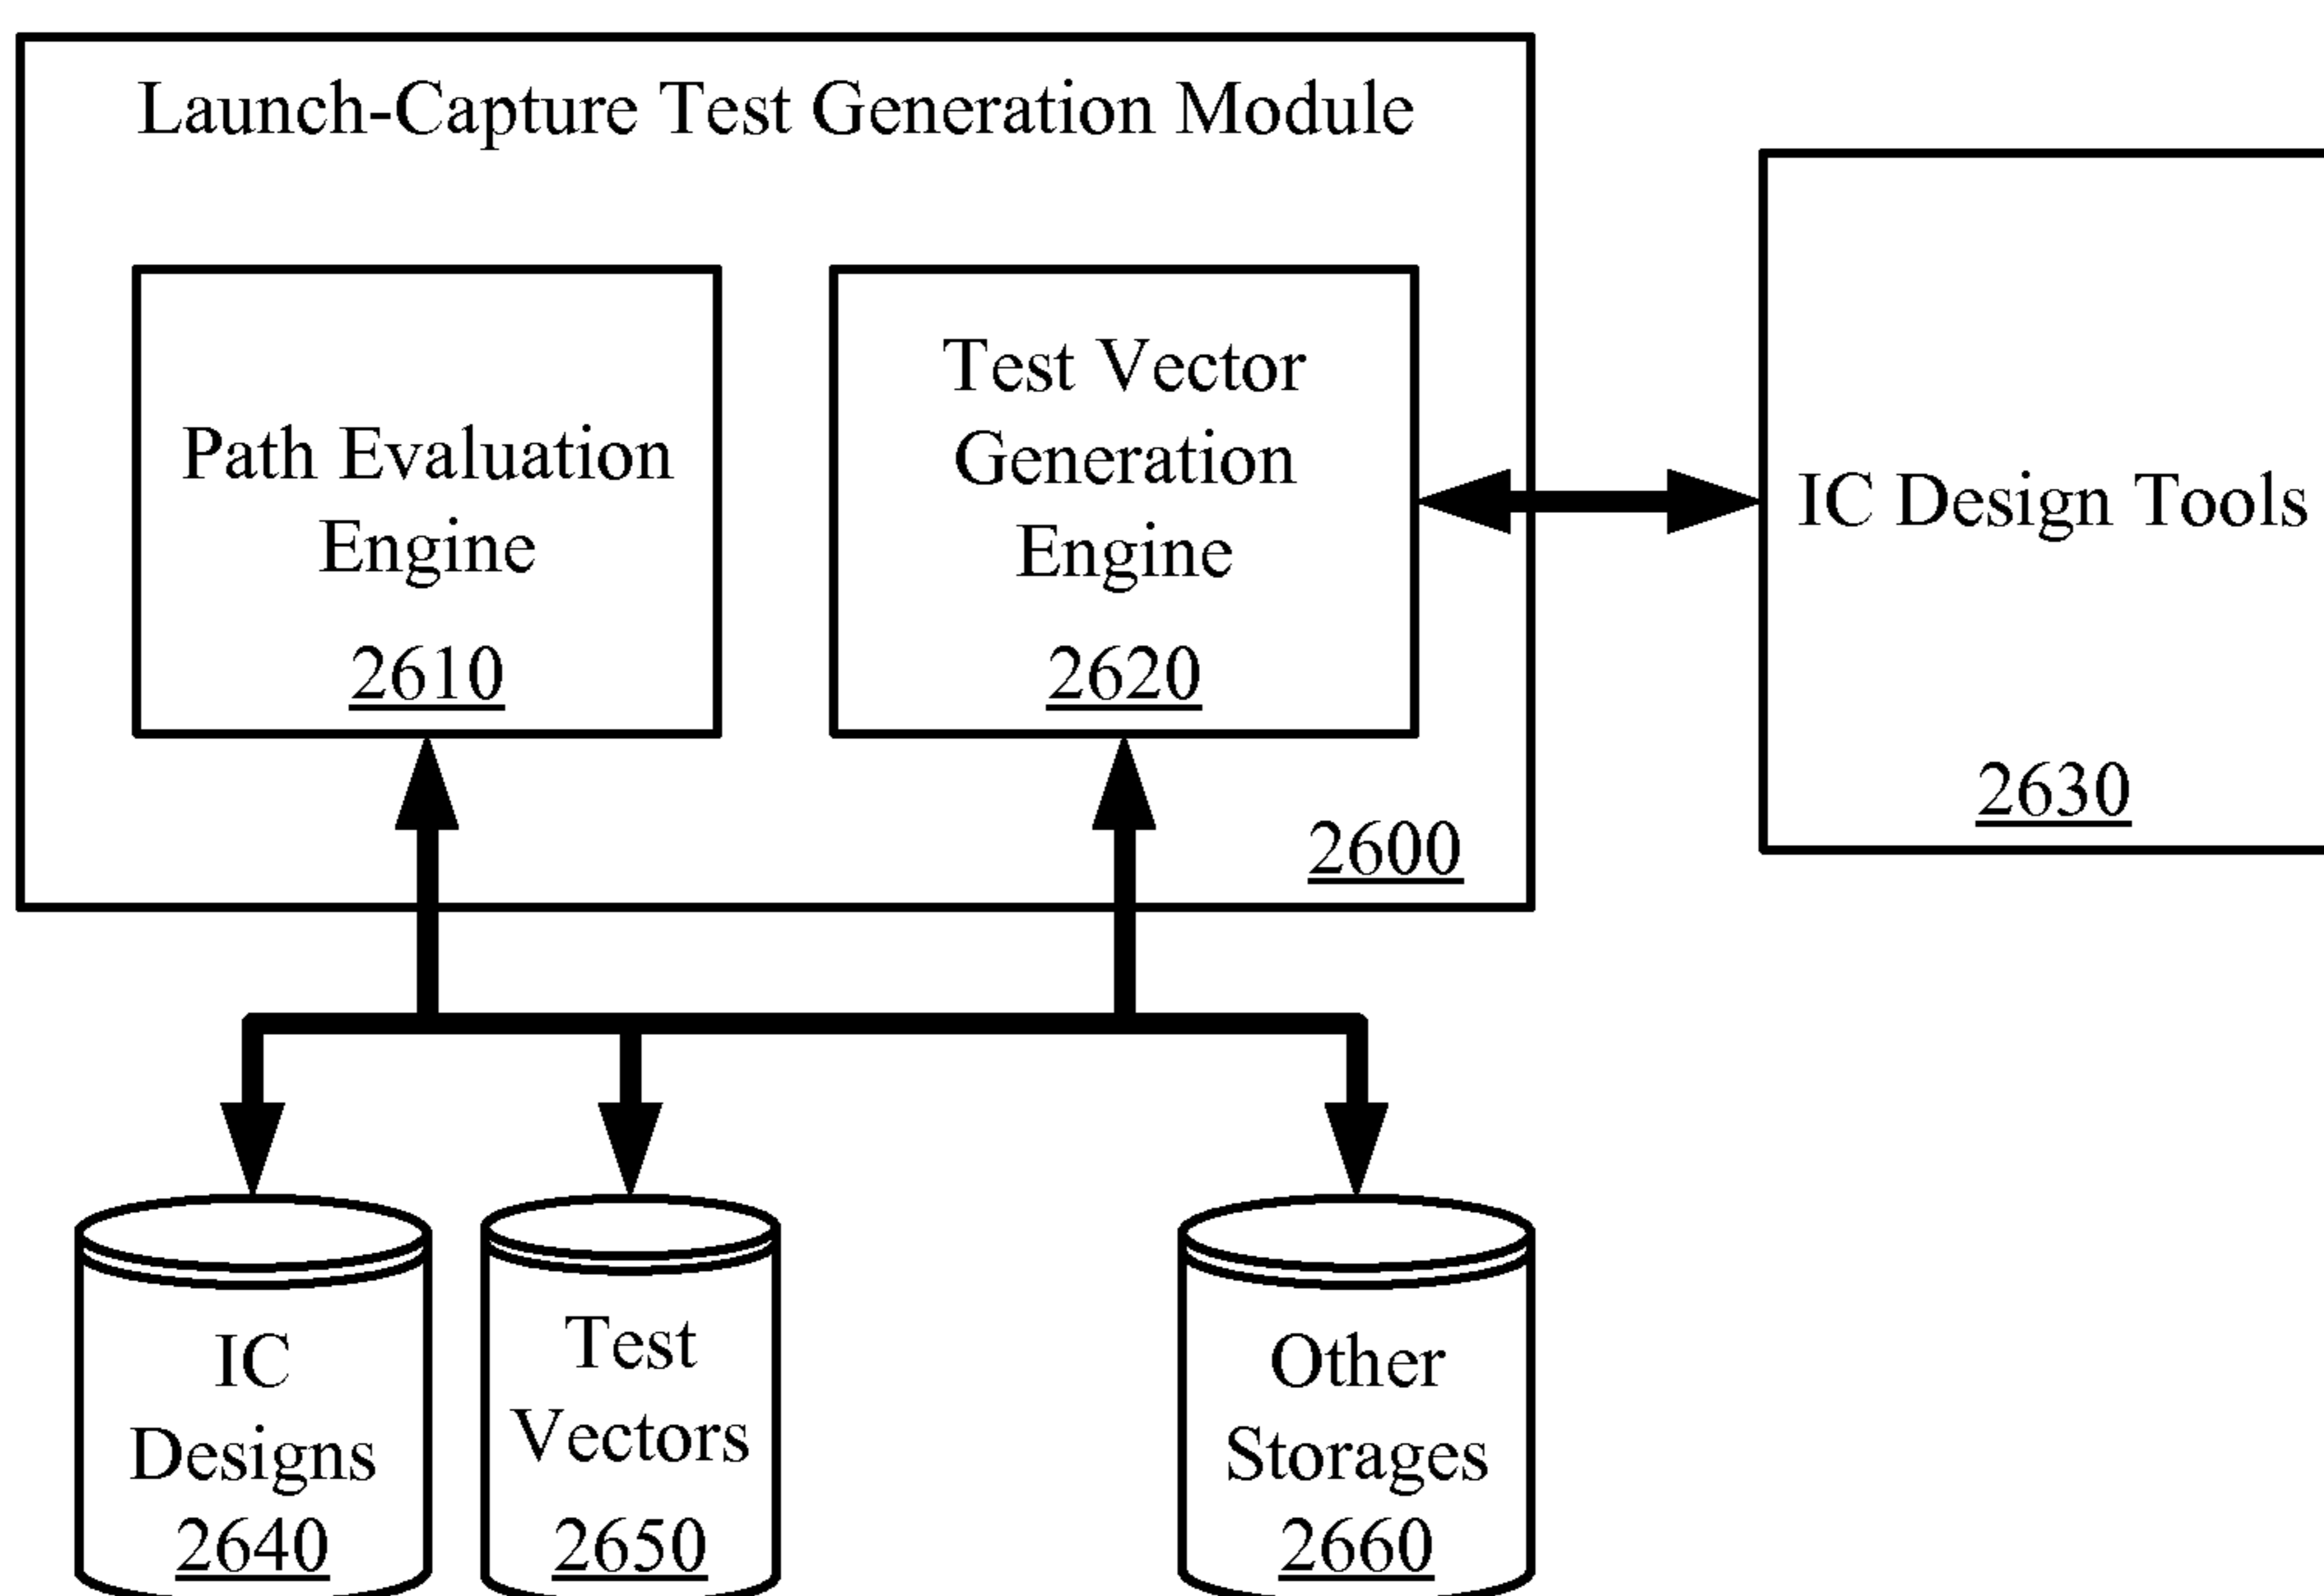 Launch-Capture Test Generation Module
Path Evaluation
Engine
2610
Test Vector
Generation
Engine
2620
2600
IC Design Tools
2630
IC
Designs
2640
Test
Vectors
2650
Other
Storages
2660